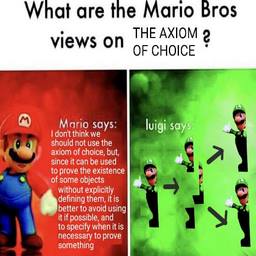 What are the Mario Bros
views on THE AXIOM
OF CHOICE ?
Mario says:
I don't think we
should not use the
axiom of choice, but,
since it can be used
to prove the existence
of some objects
without explicitly
defining them, it is
better to avoid using
it if possible, and
to specify when it is
necessary to prove
something
luigi says: